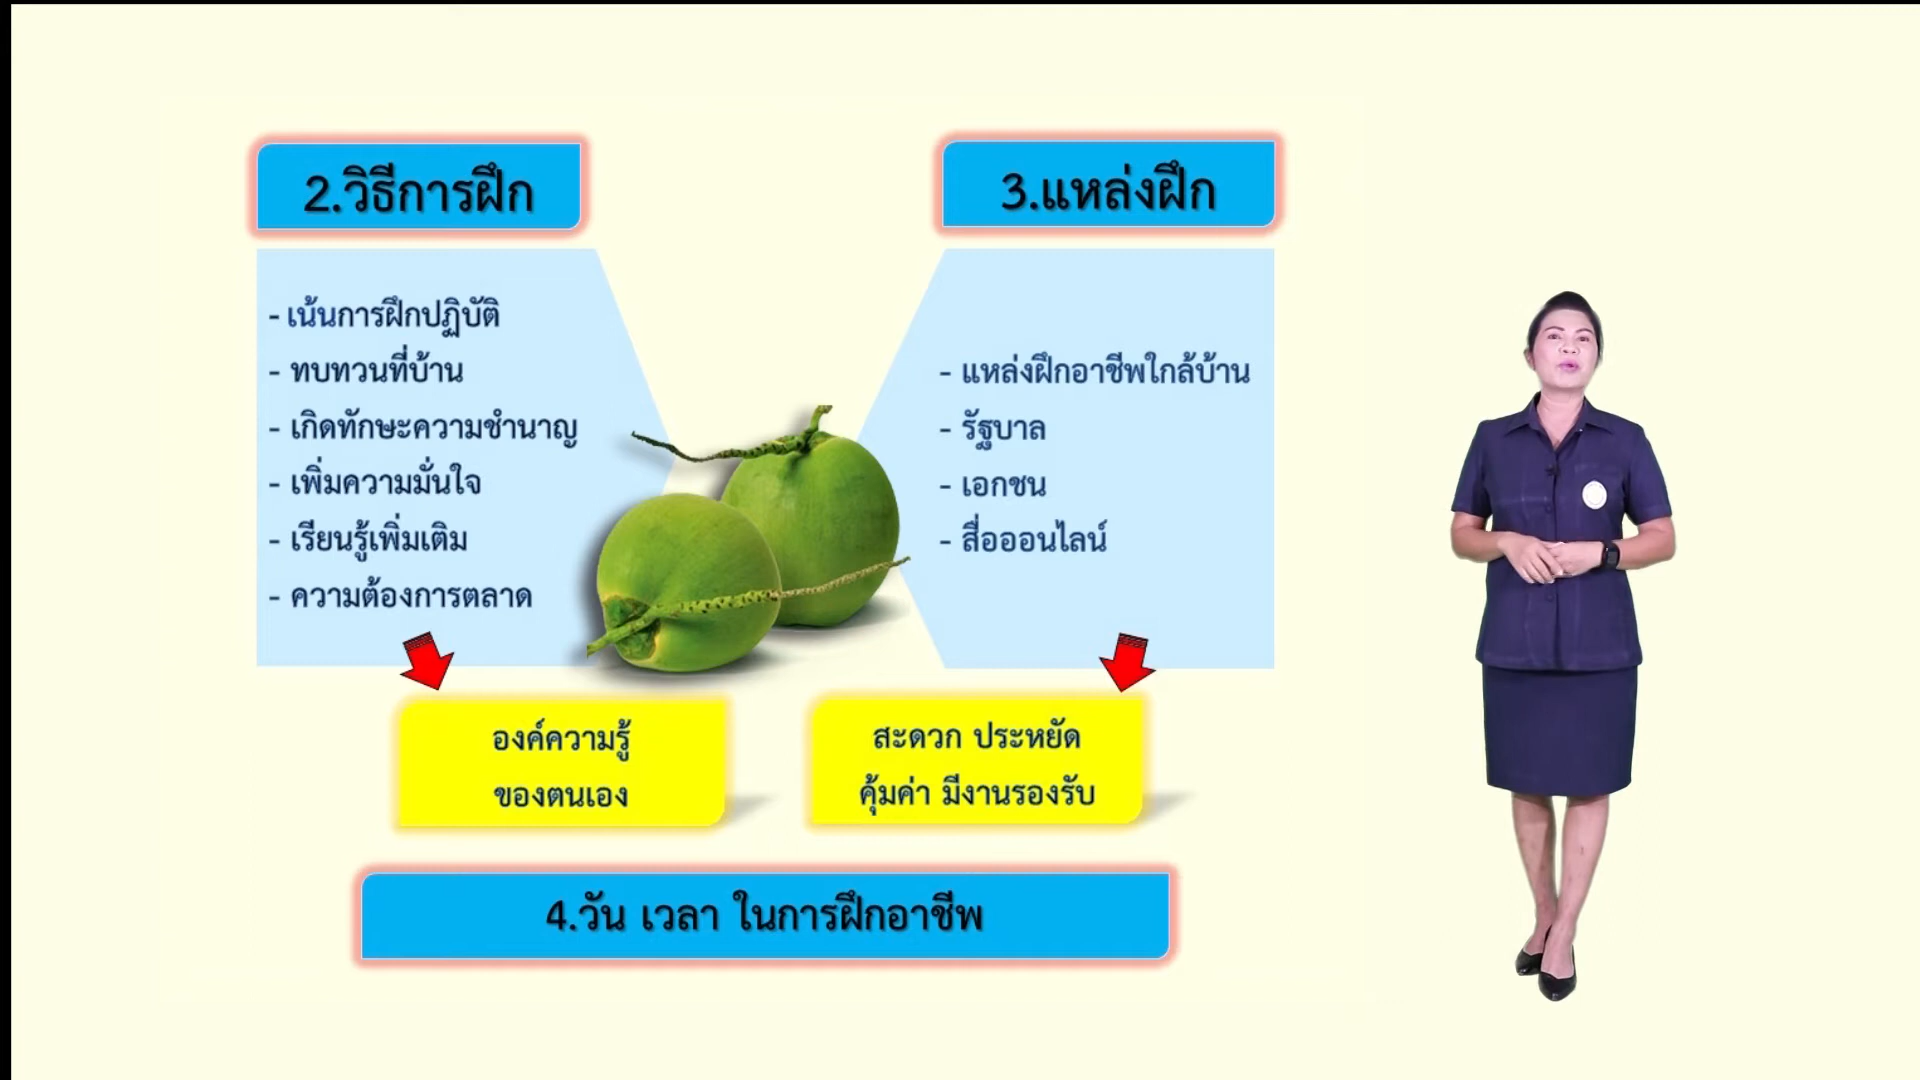 2.วิธีการฝึก
- เน้นการฝึกปฏิบัติ
- ทบทวนที่บ้าน
- เกิดทักษะความชำนาญ
- เพิ่มความมั่นใจ
- เรียนรู้เพิ่มเติม
- ความต้องการตลาด
องค์ความรู้
ของตนเอง
3.แหล่งฝึก
- แหล่งฝึกอาชีพใกล้บ้าน
- รัฐบาล
- เอกชน
- สื่อออนไลน์
สะดวก ประหยัด
คุ้มค่า มีงานรองรับ
4.วัน เวลา ในการฝึกอาชีพ